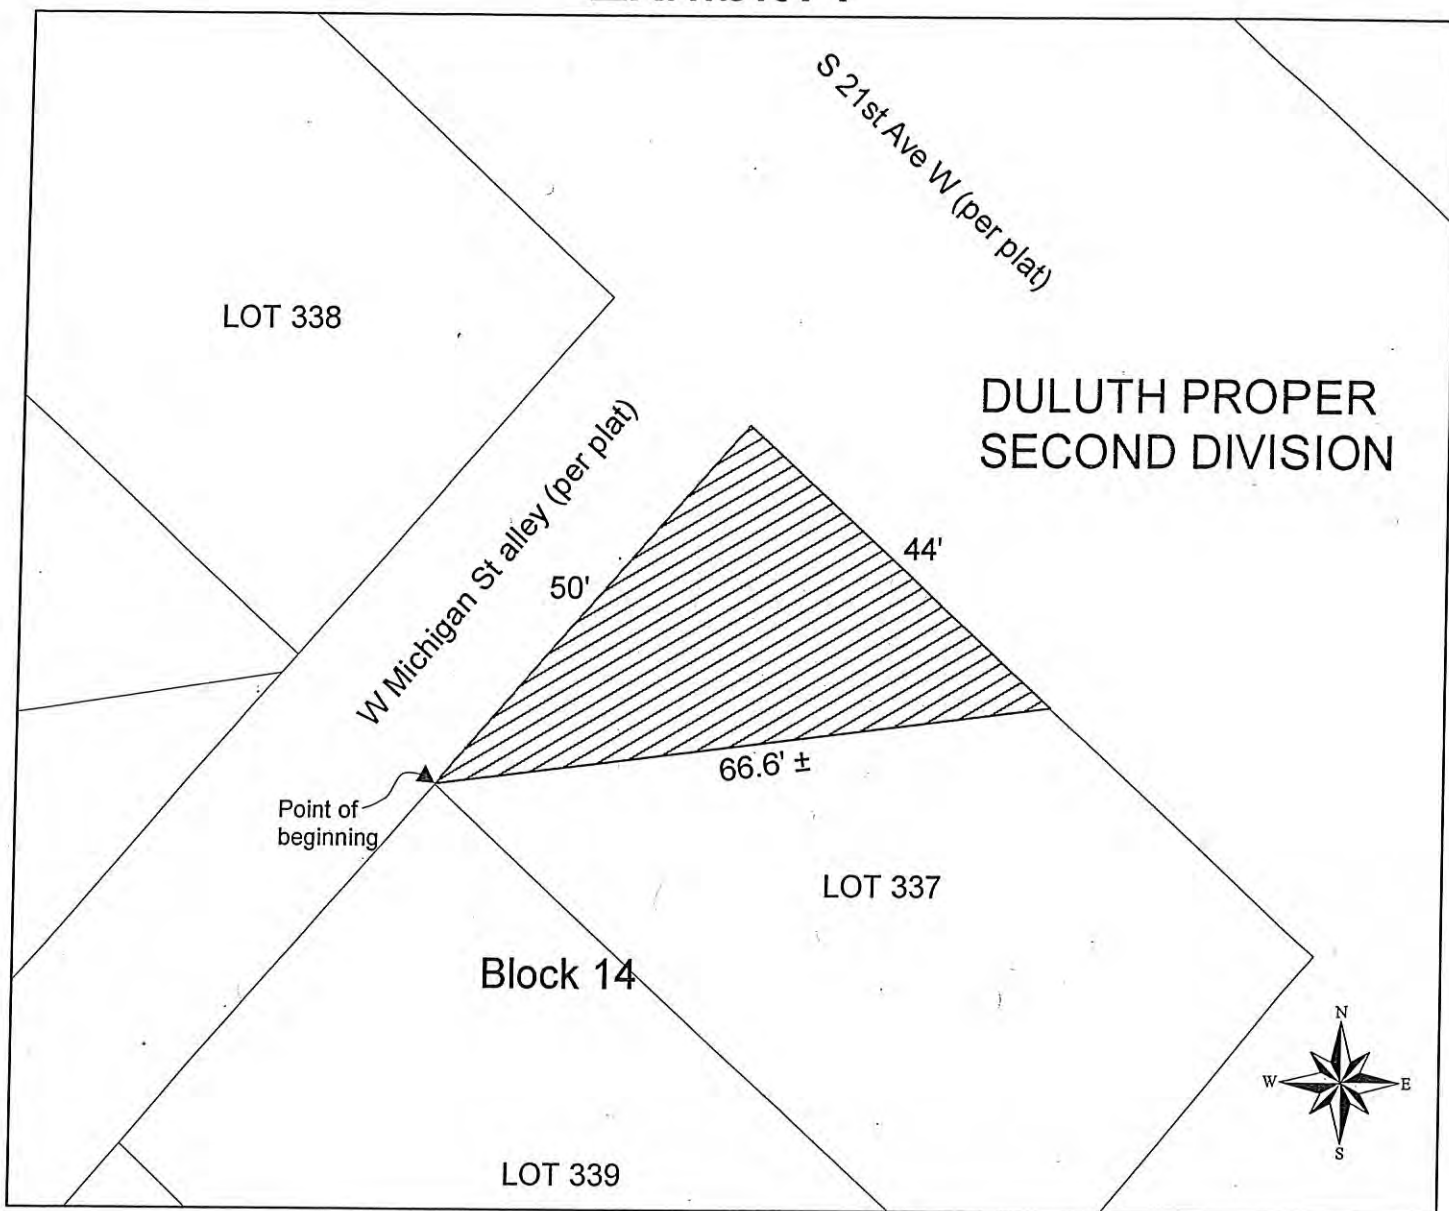 S 21st Ave W (per plat)
LOT 338
DULUTH PROPER
SECOND DIVISION
W Michigan St alley (per plat)
50'
44'
66.6' ±
Point of
beginning
LOT 337
Block 14
LOT 339
N
W
E
S